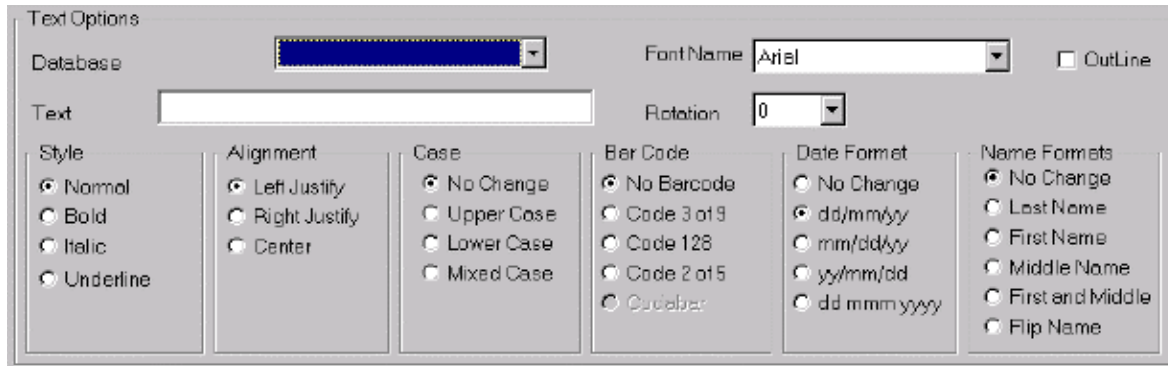 Text Options
Database
Font Name Arial
OutLine
Text
Rotation 0
Style
Normal
Bold
Italic
Underline
Alignment
Left Justify
Right Justify
Center
Case
No Change
Upper Case
Lower Case
Mixed Case
Bar Code
No Barcode
Code 3 of 9
Code 128
Code 2 of 5
Codabar
Date Format
No Change
dd/mm/yy
mm/dd/yy
yy/mm/dd
dd mmm yyyy
Name Formats
No Change
Last Name
First Name
Middle Name
First and Middle
Flip Name